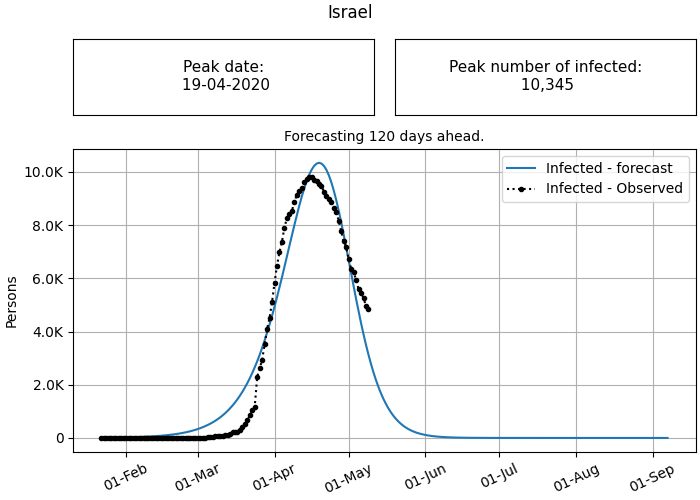 Israel
Peak date:
19-04-2020
Peak number of infected:
10,345
Forecasting 120 days ahead.
Infected - forecast
Infected - Observed
Persons
10.0K
8.0K
6.0K
4.0K
2.0K
0
01-Feb
01-Mar
01-Apr
01-May
01-Jun
01-Jul
01-Aug
01-Sep